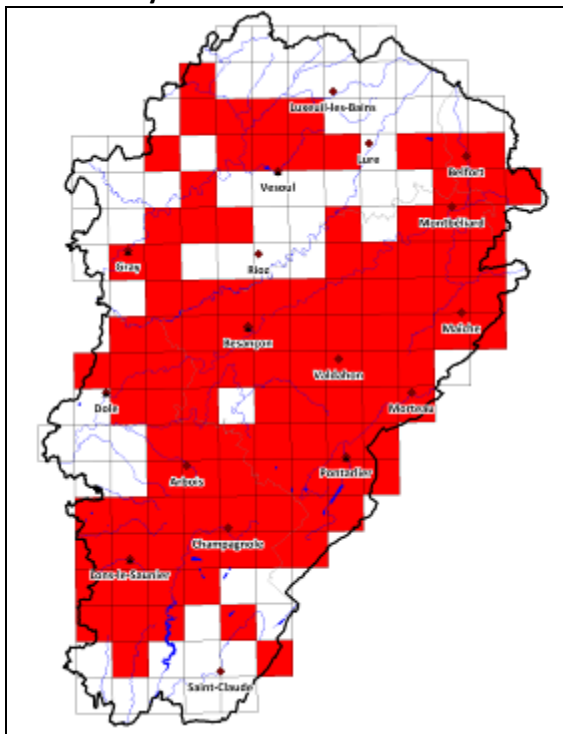 Luxeuil-les-Bains
Lure
Belfort
Vesoul
Montbéliard
Gray
Rioz
Maîche
Besançon
Valdahon
Dole
Morteau
Arbois
Pontarlier
Champagnole
Lons-le-Saunier
Saint-Claude